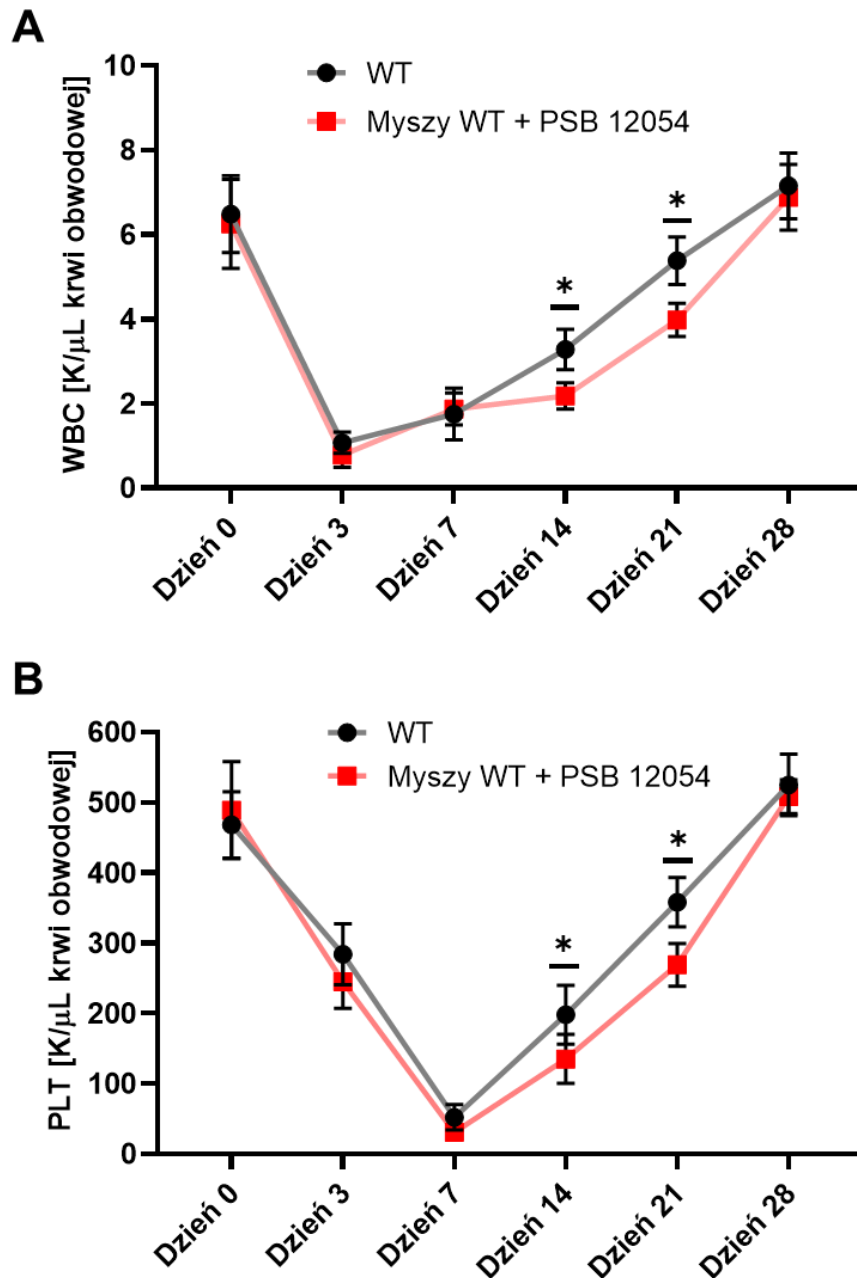 A
WBC [K/μL krwi obwodowej]
10
8
6
4
2
0
WT
Myszy WT + PSB 12054
*
*
Dzień 0
Dzień 3
Dzień 7
Dzień 14
Dzień 21
Dzień 28
B
PLT [K/μL krwi obwodowej]
600
500
400
300
200
100
0
WT
Myszy WT + PSB 12054
*
*
Dzień 0
Dzień 3
Dzień 7
Dzień 14
Dzień 21
Dzień 28